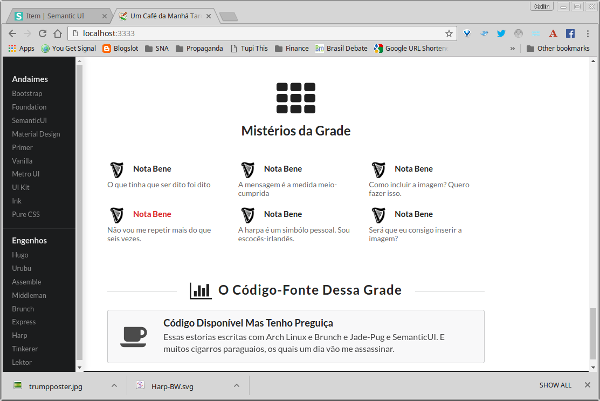 Cedlin
Item | Semantic UI
Um Café da Manhã Tar
localhost:3333
Apps
You Get Signal
Blogslot
SNA
Propaganda
Tupi This
Finance
Brasil Debate
Google URL Shorten
»
Other bookmarks
Andaimes
Bootstrap
Foundation
SemanticUI
Material Design
Primer
Vanilla
Metro UI
UI Kit
Ink
Pure CSS
Engenhos
Hugo
Urubu
Assemble
Middleman
Brunch
Express
Harp
Tinkerer
Lektor
Mistérios da Grade
Nota Bene
O que tinha que ser dito foi dito
Nota Bene
A mensagem é a medida meio-
cumprida
Nota Bene
Como incluir a imagem? Quero
fazer isso.
Nota Bene
Não vou me repetir mais do que
seis vezes.
Nota Bene
A harpa é um simbólo pessoal. Sou
escocês-irlandês.
Nota Bene
Será que eu consigo inserir a
imagem?
O Código-Fonte Dessa Grade
Código Disponível Mas Tenho Preguiça
Essas estorias escritas com Arch Linux e Brunch e Jade-Pug e SemanticUI. E
muitos cigarros paraguaios, os quais um dia vão me assassinar.
trumpposter.jpg
Harp-BW.svg
SHOW ALL